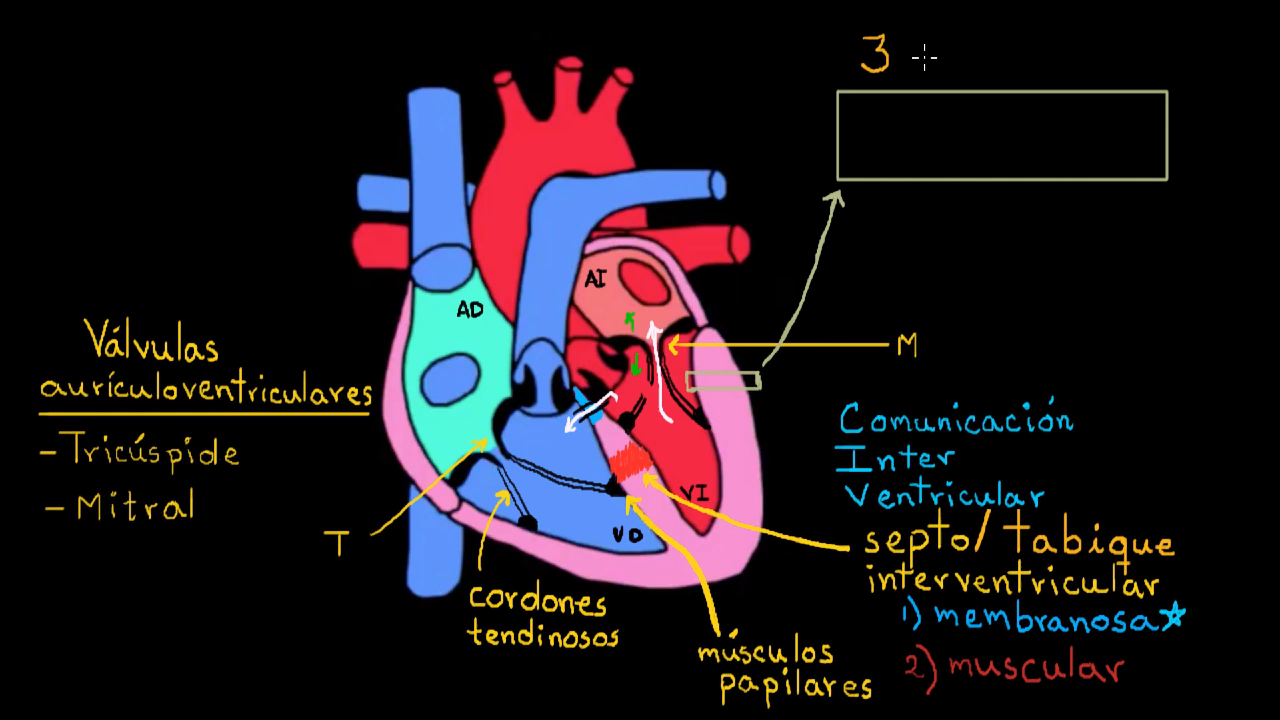 3
AI
AD
M
Válvulas
aurículoventriculares
- Tricúspide
- Mitral
T
VI
VD
Comunicación
Inter
Ventricular
septo/tabique
interventricular
1) membranosa
2) muscular
cordones
tendinosos
músculos
papilares